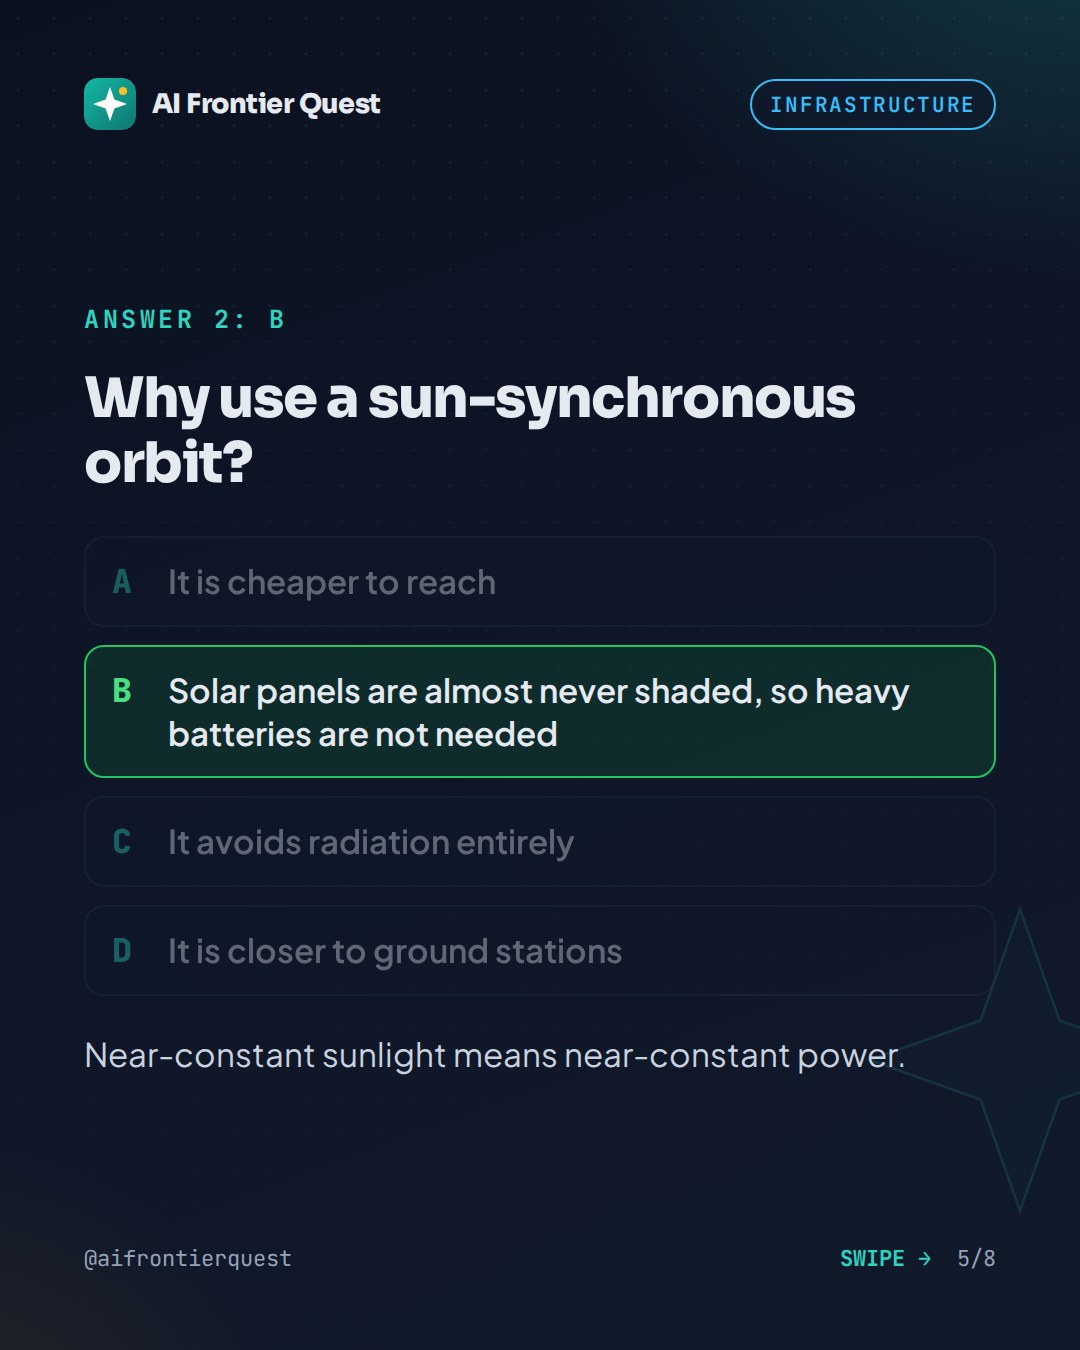 AI Frontier Quest
INFRASTRUCTURE
ANSWER 2: B
Why use a sun-synchronous
orbit?
A It is cheaper to reach
B Solar panels are almost never shaded, so heavy
batteries are not needed
C It avoids radiation entirely
D It is closer to ground stations
Near-constant sunlight means near-constant power.
@aifrontierquest
SWIPE → 5/8